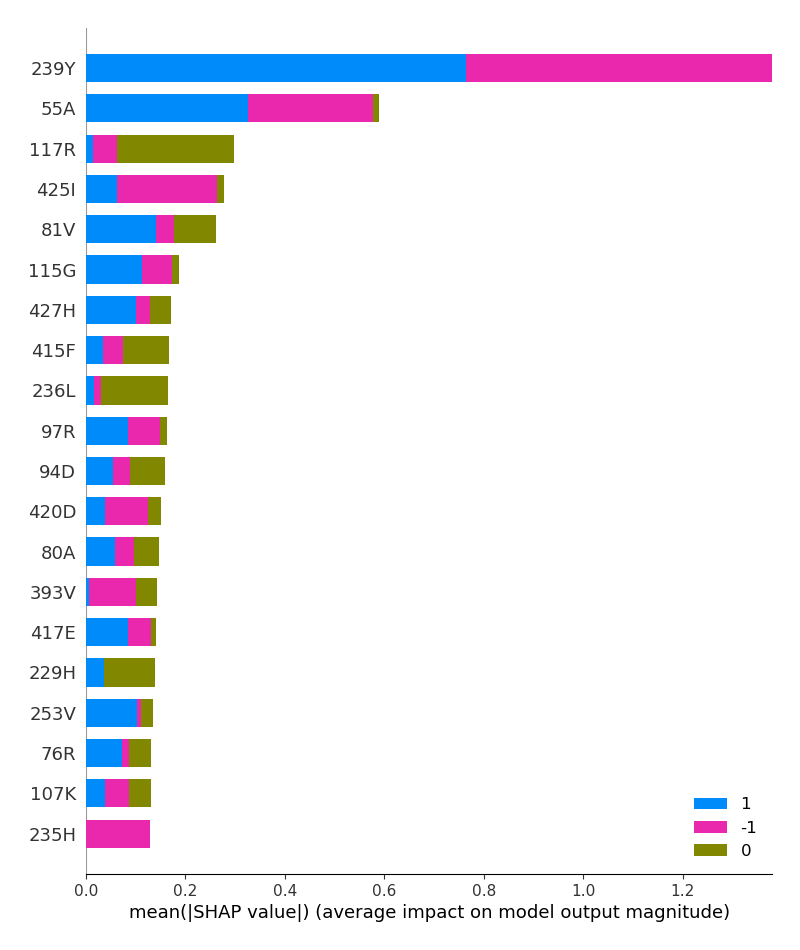 239Y
55A
117R
425I
81V
115G
427H
415F
236L
97R
94D
420D
80A
393V
417E
229H
253V
76R
107K
235H
1
-1
0
0.0 0.2 0.4 0.6 0.8 1.0 1.2
mean(|SHAP value|) (average impact on model output magnitude)